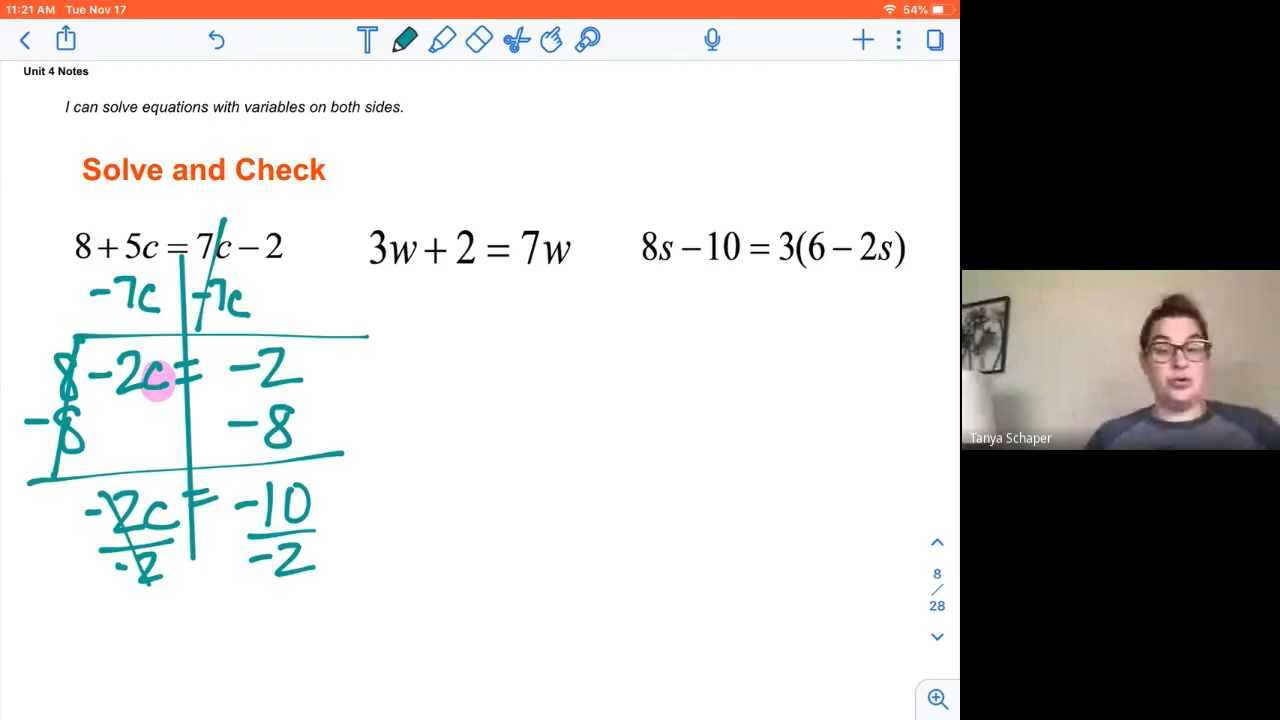 11:21 AM Tue Nov 17
54%
T
Unit 4 Notes
I can solve equations with variables on both sides.
Solve and Check
8 + 5c = 7c − 2
3w + 2 = 7w
8s − 10 = 3(6 − 2s)
-7c -7c
8 -2c = -2
-8 -8
-2c = -10
-2 -2
Tanya Schaper
8
/
28